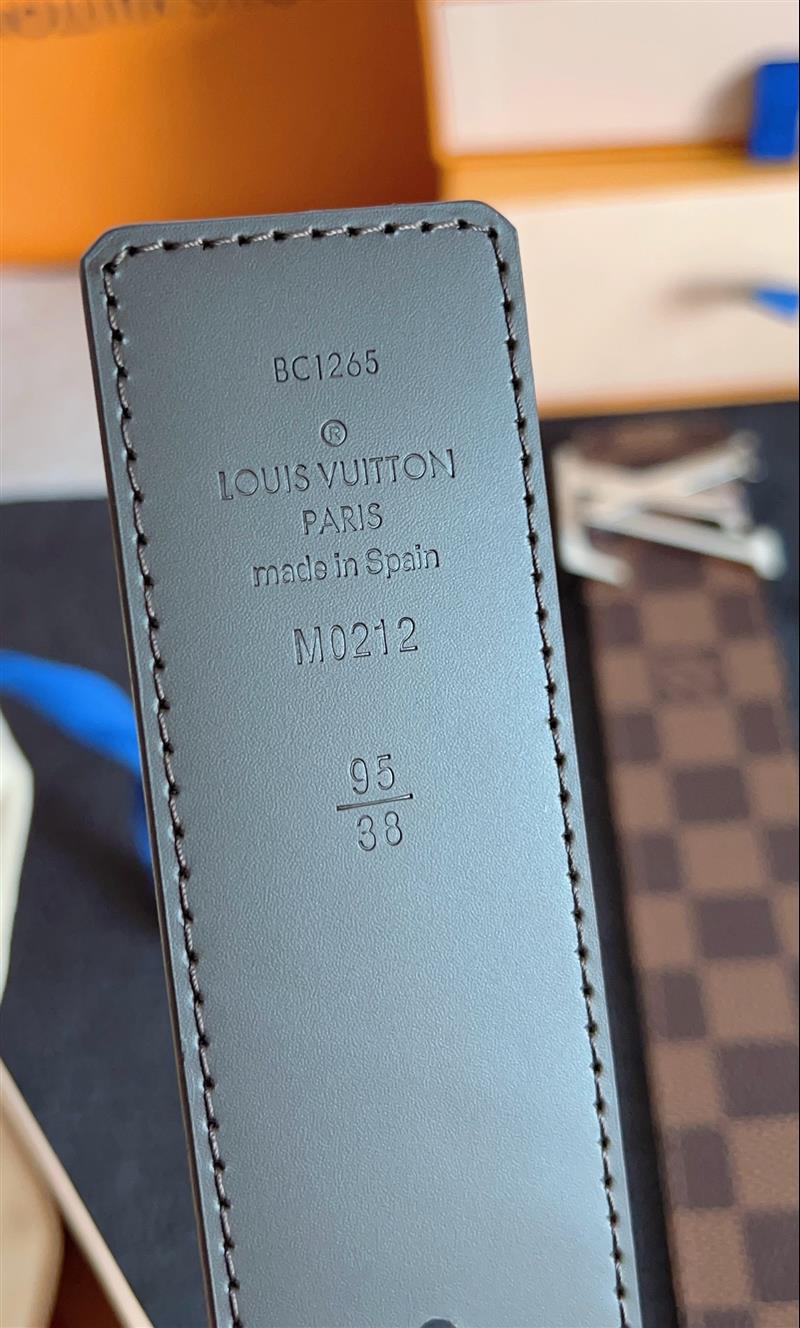 BC1265
®
LOUIS VUITTON
PARIS
made in Spain
M0212
95
38